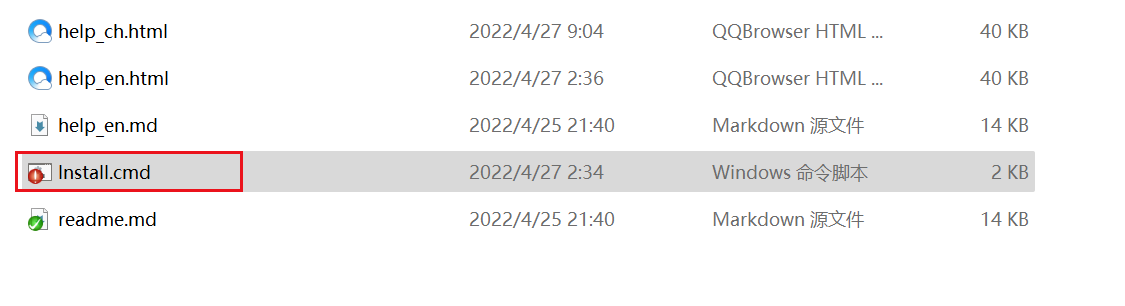 help_ch.html 2022/4/27 9:04 QQBrowser HTML ... 40 KB
help_en.html 2022/4/27 2:36 QQBrowser HTML ... 40 KB
help_en.md 2022/4/25 21:40 Markdown 源文件 14 KB
Install.cmd 2022/4/27 2:34 Windows 命令脚本 2 KB
readme.md 2022/4/25 21:40 Markdown 源文件 14 KB